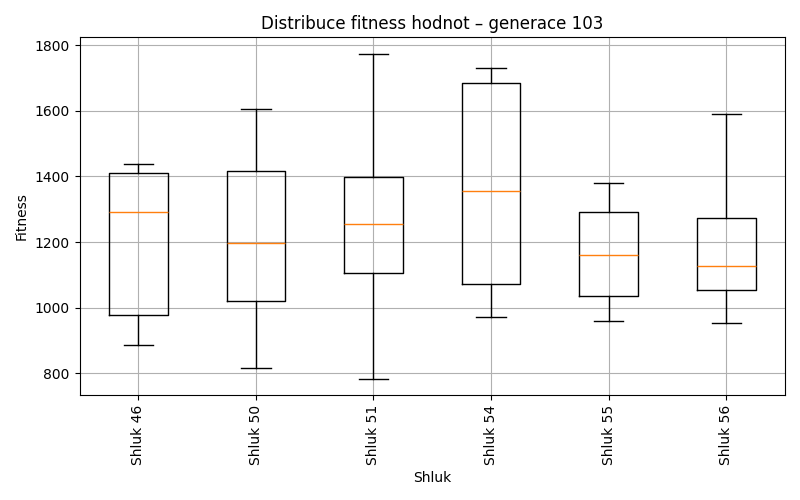 Distribuce fitness hodnot – generace 103
Fitness
1800
1600
1400
1200
1000
800
Shluk 46
Shluk 50
Shluk 51
Shluk 54
Shluk 55
Shluk 56
Shluk